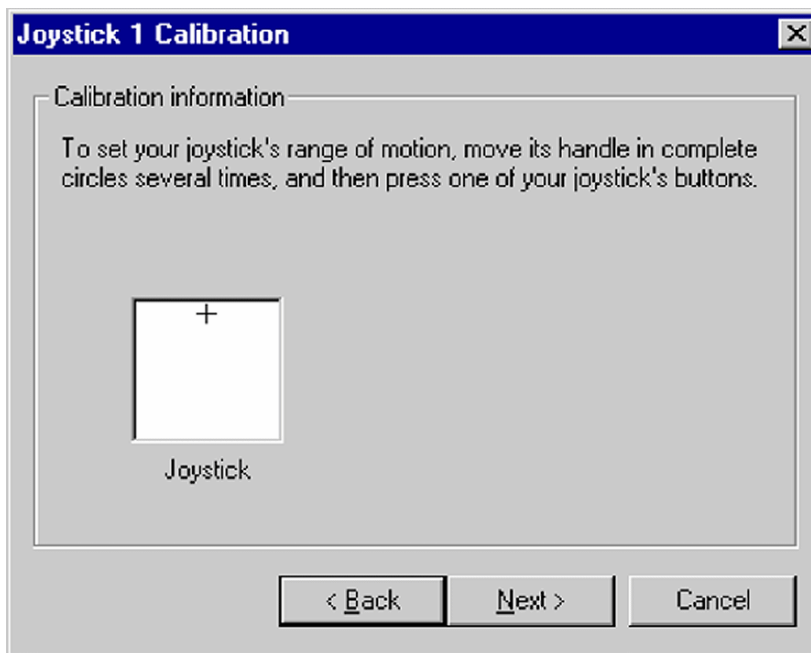 Joystick 1 Calibration
Calibration information
To set your joystick's range of motion, move its handle in complete
circles several times, and then press one of your joystick's buttons.
Joystick
< Back
Next >
Cancel